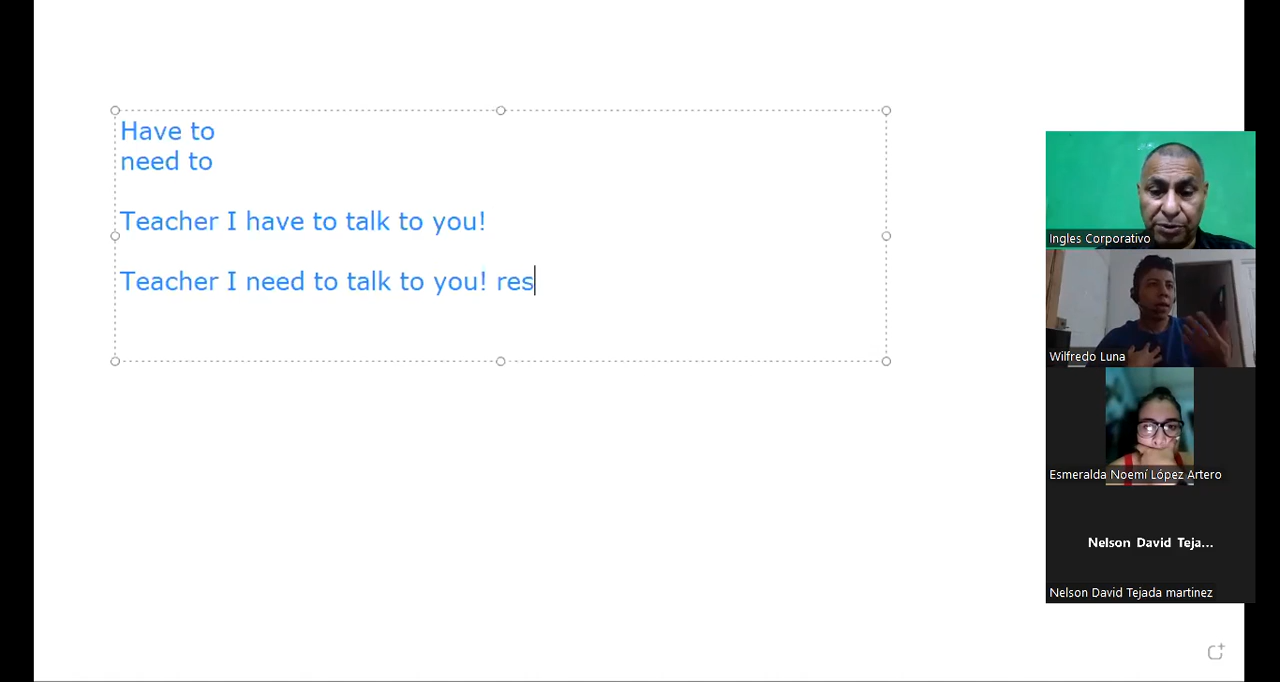 Have to
need to
Teacher I have to talk to you!
Teacher I need to talk to you! res
Ingles Corporativo
Wilfredo Luna
Esmeralda Noemí López Artero
Nelson David Teja...
Nelson David Tejada martinez